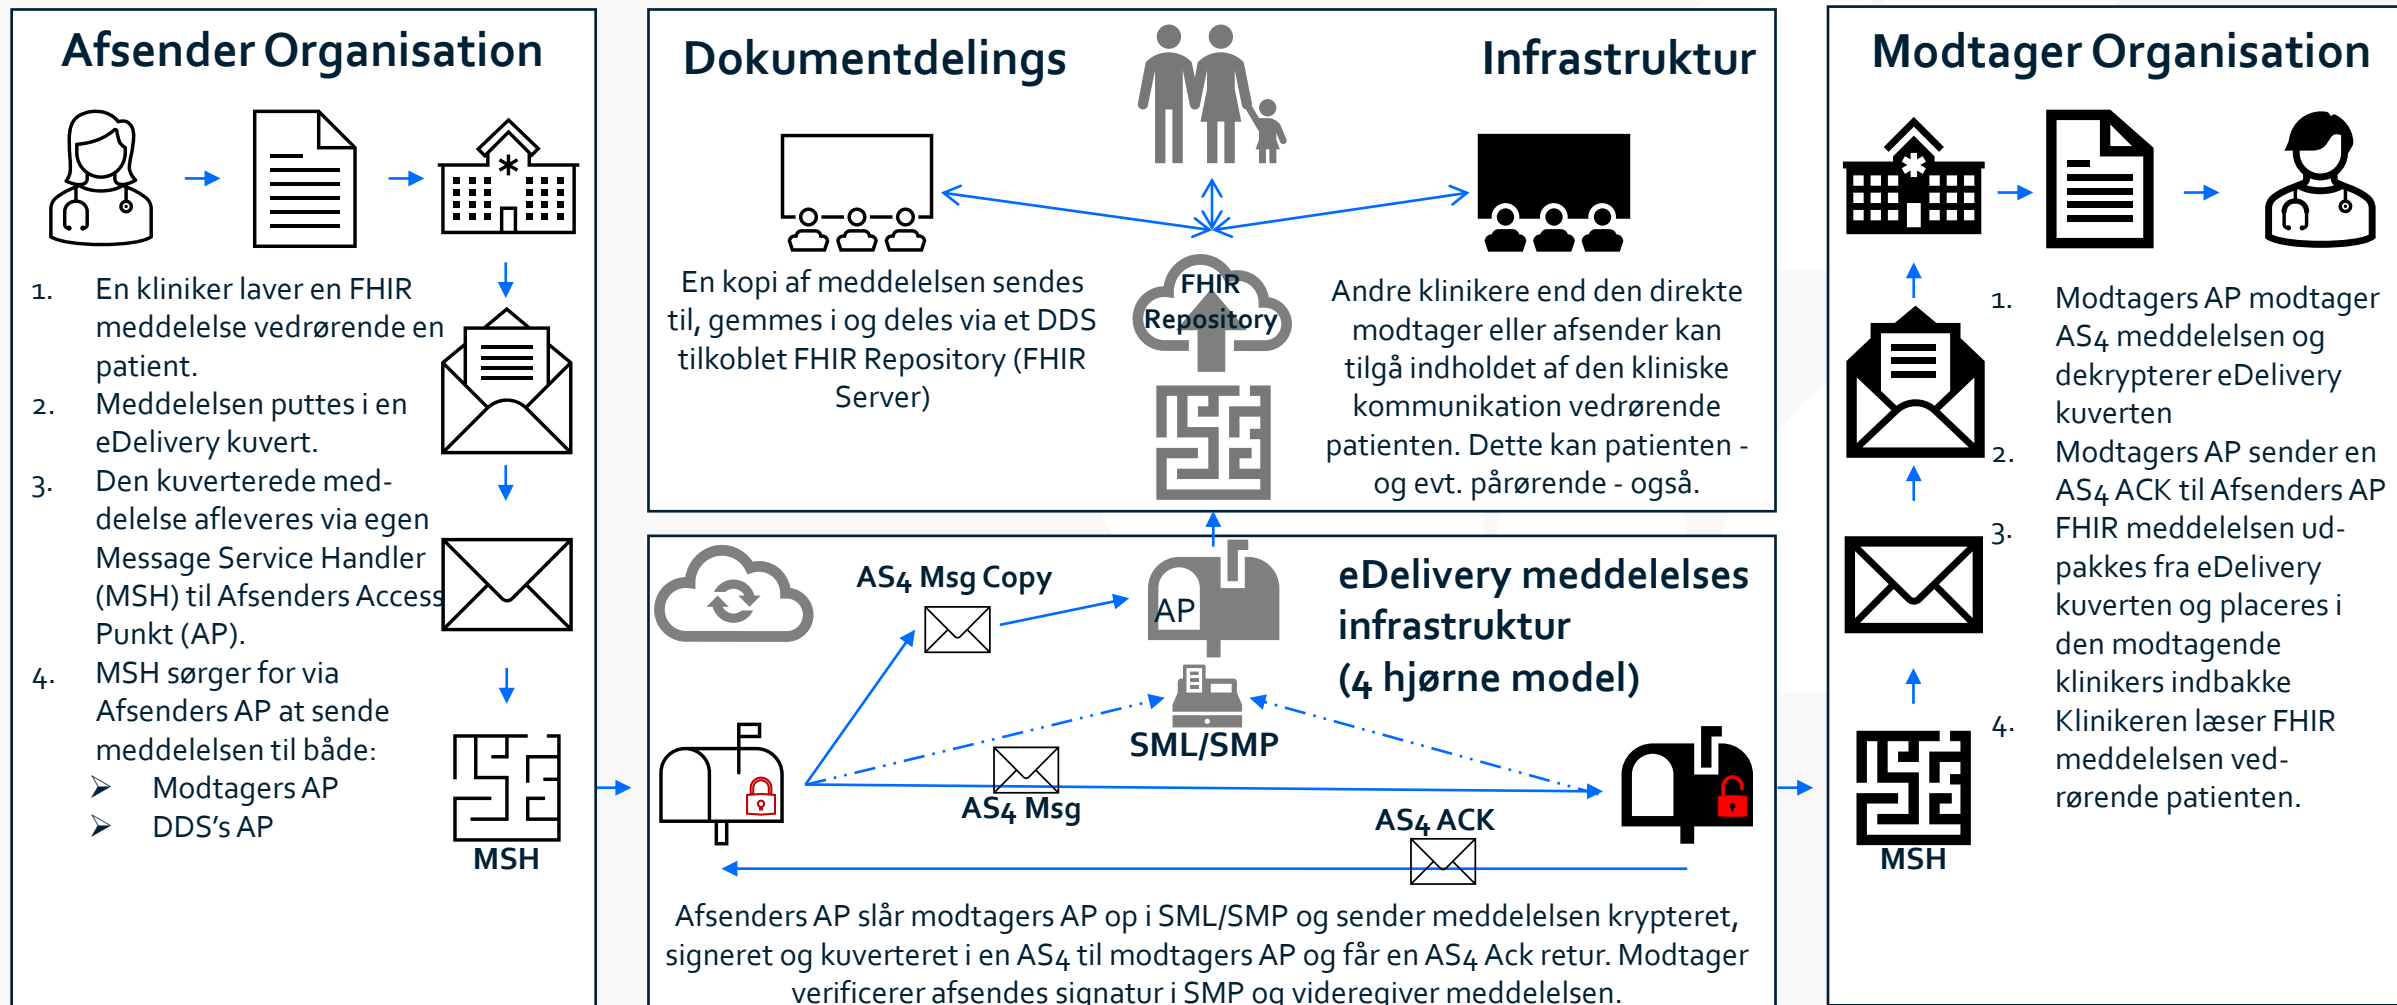 Afsender Organisation
1. En kliniker laver en FHIR
meddelelse vedrørende en
patient.
2. Meddelelsen puttes i en
eDelivery kuvert.
3. Den kuverterede med-
delelse afleveres via egen
Message Service Handler
(MSH) til Afsenders Access
Punkt (AP).
4. MSH sørger for via
Afsenders AP at sende
meddelelsen til både:
➢ Modtagers AP
➢ DDS's AP
MSH
Dokumentdelings
Infrastruktur
En kopi af meddelelsen sendes
til, gemmes i og deles via et DDS
tilkoblet FHIR Repository (FHIR
Server)
FHIR
Repository
Andre klinikere end den direkte
modtager eller afsender kan
tilgå indholdet af den kliniske
kommunikation vedrørende
patienten. Dette kan patienten -
og evt. pårørende - også.
AS4 Msg Copy
AP
eDelivery meddelelses
infrastruktur
(4 hjørne model)
SML/SMP
AS4 Msg
AS4 ACK
Afsenders AP slår modtagers AP op i SML/SMP og sender meddelelsen krypteret,
signeret og kuverteret i en AS4 til modtagers AP og får en AS4 Ack retur. Modtager
verificerer afsendes signatur i SMP og videregiver meddelelsen.
Modtager Organisation
1. Modtagers AP modtager
AS4 meddelelsen og
dekrypterer eDelivery
kuverten
2. Modtagers AP sender en
AS4 ACK til Afsenders AP
3. FHIR meddelelsen ud-
pakkes fra eDelivery
kuverten og placeres i
den modtagende
klinikers indbakke
4. Klinikeren læser FHIR
meddelelsen ved-
rørende patienten.
MSH